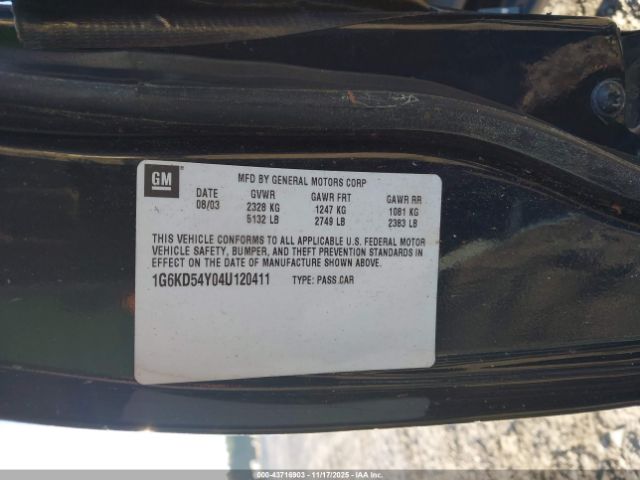 GM
MFD BY GENERAL MOTORS CORP
DATE GVWR GAWR FRT GAWR RR
08/03 2328 KG 1247 KG 1081 KG
5132 LB 2749 LB 2383 LB
THIS VEHICLE CONFORMS TO ALL APPLICABLE U.S. FEDERAL MOTOR
VEHICLE SAFETY, BUMPER, AND THEFT PREVENTION STANDARDS IN
EFFECT ON THE DATE OF MANUFACTURE SHOWN ABOVE.
1G6KD54Y04U120411 TYPE: PASS.CAR
000-43716903 - 11/17/2025 - IAAI